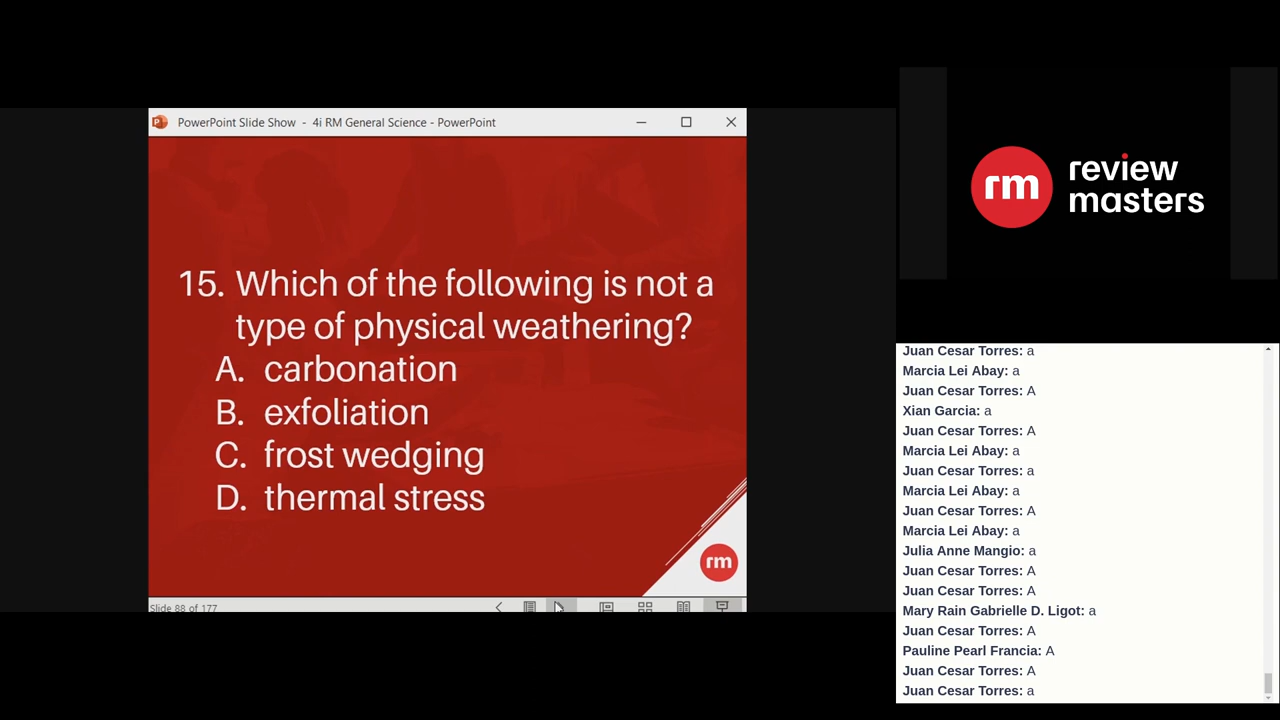 PowerPoint Slide Show - 4i RM General Science - PowerPoint
15. Which of the following is not a
type of physical weathering?
A. carbonation
B. exfoliation
C. frost wedging
D. thermal stress
rm
Slide 88 of 177
rm review
masters
Juan Cesar Torres: a
Marcia Lei Abay: a
Juan Cesar Torres: A
Xian Garcia: a
Juan Cesar Torres: A
Marcia Lei Abay: a
Juan Cesar Torres: a
Marcia Lei Abay: a
Juan Cesar Torres: A
Marcia Lei Abay: a
Julia Anne Mangio: a
Juan Cesar Torres: A
Juan Cesar Torres: A
Mary Rain Gabrielle D. Ligot: a
Juan Cesar Torres: A
Pauline Pearl Francia: A
Juan Cesar Torres: A
Juan Cesar Torres: a